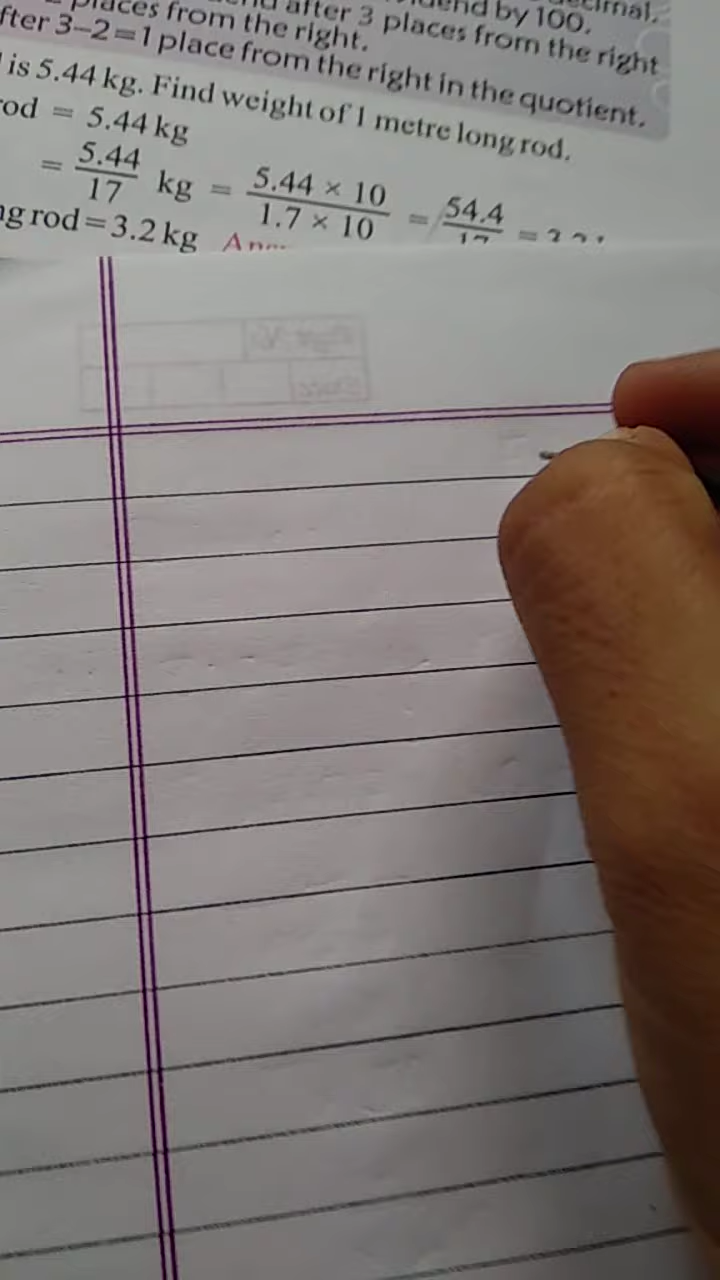 decimal.
by 100.
after 3 places from the right
places from the right.
3–2=1 place from the right in the quotient.
is 5.44 kg. Find weight of 1 metre long rod.
= 5.44 kg
= 5.44/17 kg = 5.44 × 10/1.7 × 10 = 54.4/17 =
rod=3.2 kg